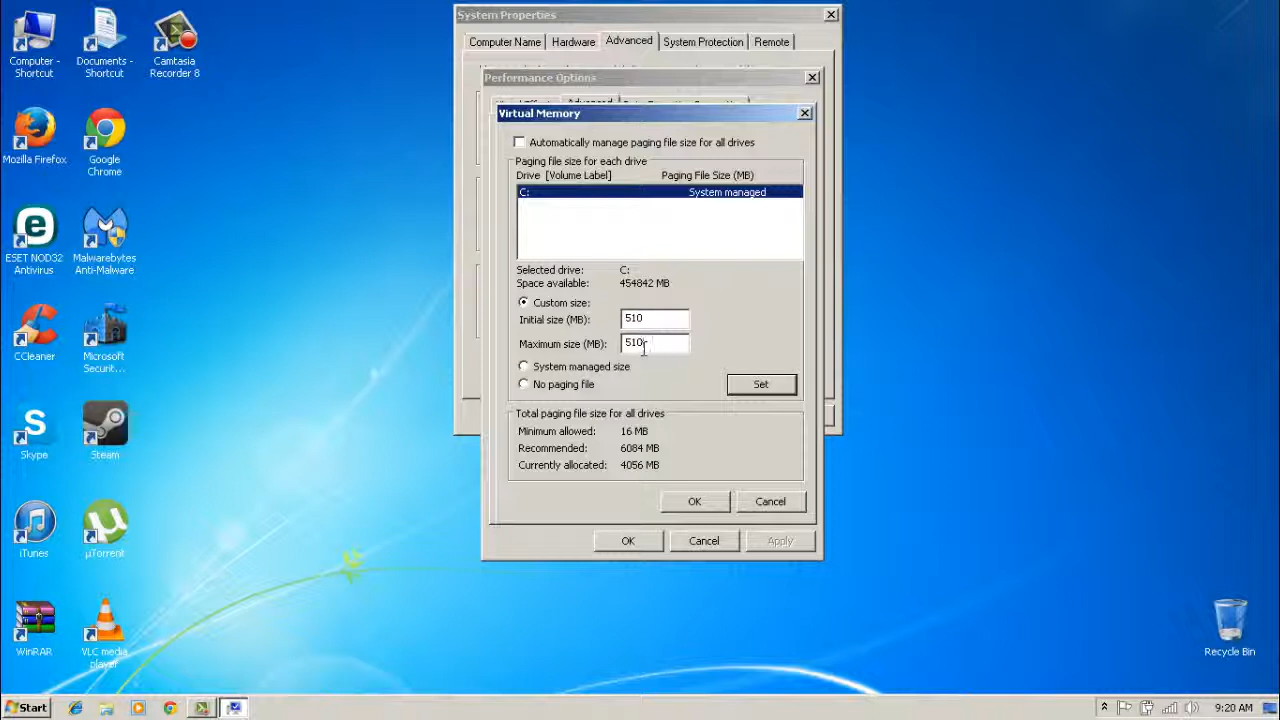 System Properties
Computer Name
Hardware
Advanced
System Protection
Remote
Performance Options
Advanced
Virtual Memory
Automatically manage paging file size for all drives
Paging file size for each drive
Drive [Volume Label]
Paging File Size (MB)
C:
System managed
Selected drive:
C:
Space available:
454842 MB
Custom size:
Initial size (MB):
510
Maximum size (MB):
510
System managed size
No paging file
Set
Total paging file size for all drives
Minimum allowed:
16 MB
Recommended:
6084 MB
Currently allocated:
4056 MB
OK
Cancel
OK
Cancel
Apply
Computer -
Shortcut
Documents -
Shortcut
Camtasia
Recorder 8
Mozilla Firefox
Google
Chrome
ESET NOD32
Antivirus
Malwarebytes
Anti-Malware
CCleaner
Microsoft
Securit...
Skype
Steam
iTunes
µTorrent
WinRAR
VLC media
player
Recycle Bin
Start
9:20 AM